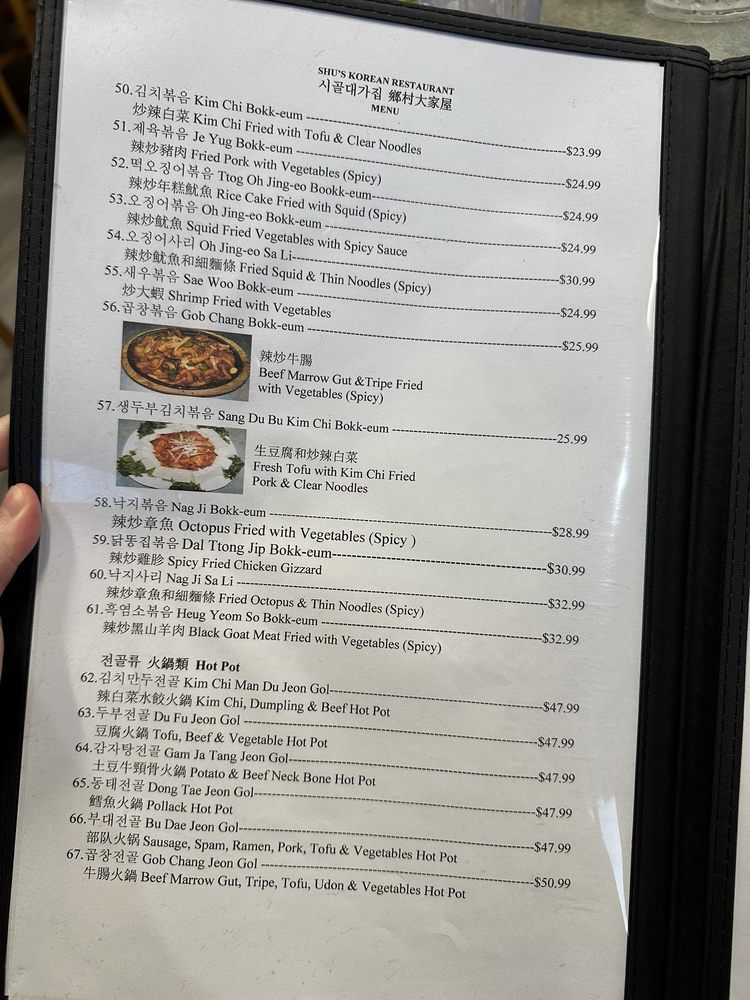 SHU'S KOREAN RESTAURANT
시골대가집 鄉村大家屋
MENU
50.김치볶음 Kim Chi Bokk-eum ----------$23.99
炒辣白菜 Kim Chi Fried with Tofu & Clear Noodles
51.제육볶음 Je Yug Bokk-eum ----------$24.99
辣炒豬肉 Fried Pork with Vegetables (Spicy)
52.떡오징어볶음 Ttog Oh Jing-eo Bookk-eum----------$24.99
辣炒年糕魷魚 Rice Cake Fried with Squid (Spicy)
53.오징어볶음 Oh Jing-eo Bokk-eum ----------$24.99
辣炒魷魚 Squid Fried Vegetables with Spicy Sauce
54.오징어사리 Oh Jing-eo Sa Li----------$30.99
辣炒魷魚和細麵條 Fried Squid & Thin Noodles (Spicy)
55.새우볶음 Sae Woo Bokk-eum ----------$24.99
炒大蝦 Shrimp Fried with Vegetables
56.곱창볶음 Gob Chang Bokk-eum ----------$25.99
辣炒牛腸
Beef Marrow Gut &Tripe Fried
with Vegetables (Spicy)
57.생두부김치볶음 Sang Du Bu Kim Chi Bokk-eum ----------25.99
生豆腐和炒辣白菜
Fresh Tofu with Kim Chi Fried
Pork & Clear Noodles
58.낙지볶음 Nag Ji Bokk-eum ----------$28.99
辣炒章魚 Octopus Fried with Vegetables (Spicy )
59.닭똥집볶음 Dal Ttong Jip Bokk-eum----------$30.99
辣炒雞胗 Spicy Fried Chicken Gizzard
60.낙지사리 Nag Ji Sa Li ----------$32.99
辣炒章魚和細麵條 Fried Octopus & Thin Noodles (Spicy)
61.흑염소볶음 Heug Yeom So Bokk-eum ----------$32.99
辣炒黑山羊肉 Black Goat Meat Fried with Vegetables (Spicy)
전골류 火鍋類 Hot Pot
62.김치만두전골 Kim Chi Man Du Jeon Gol----------$47.99
辣白菜水餃火鍋 Kim Chi, Dumpling & Beef Hot Pot
63.두부전골 Du Fu Jeon Gol ----------$47.99
豆腐火鍋 Tofu, Beef & Vegetable Hot Pot
64.감자탕전골 Gam Ja Tang Jeon Gol----------$47.99
土豆牛頸骨火鍋 Potato & Beef Neck Bone Hot Pot
65.동태전골 Dong Tae Jeon Gol----------$47.99
鱈魚火鍋 Pollack Hot Pot
66.부대전골 Bu Dae Jeon Gol----------$47.99
部队火锅 Sausage, Spam, Ramen, Pork, Tofu & Vegetables Hot Pot
67.곱창전골 Gob Chang Jeon Gol ----------$50.99
牛腸火鍋 Beef Marrow Gut, Tripe, Tofu, Udon & Vegetables Hot Pot